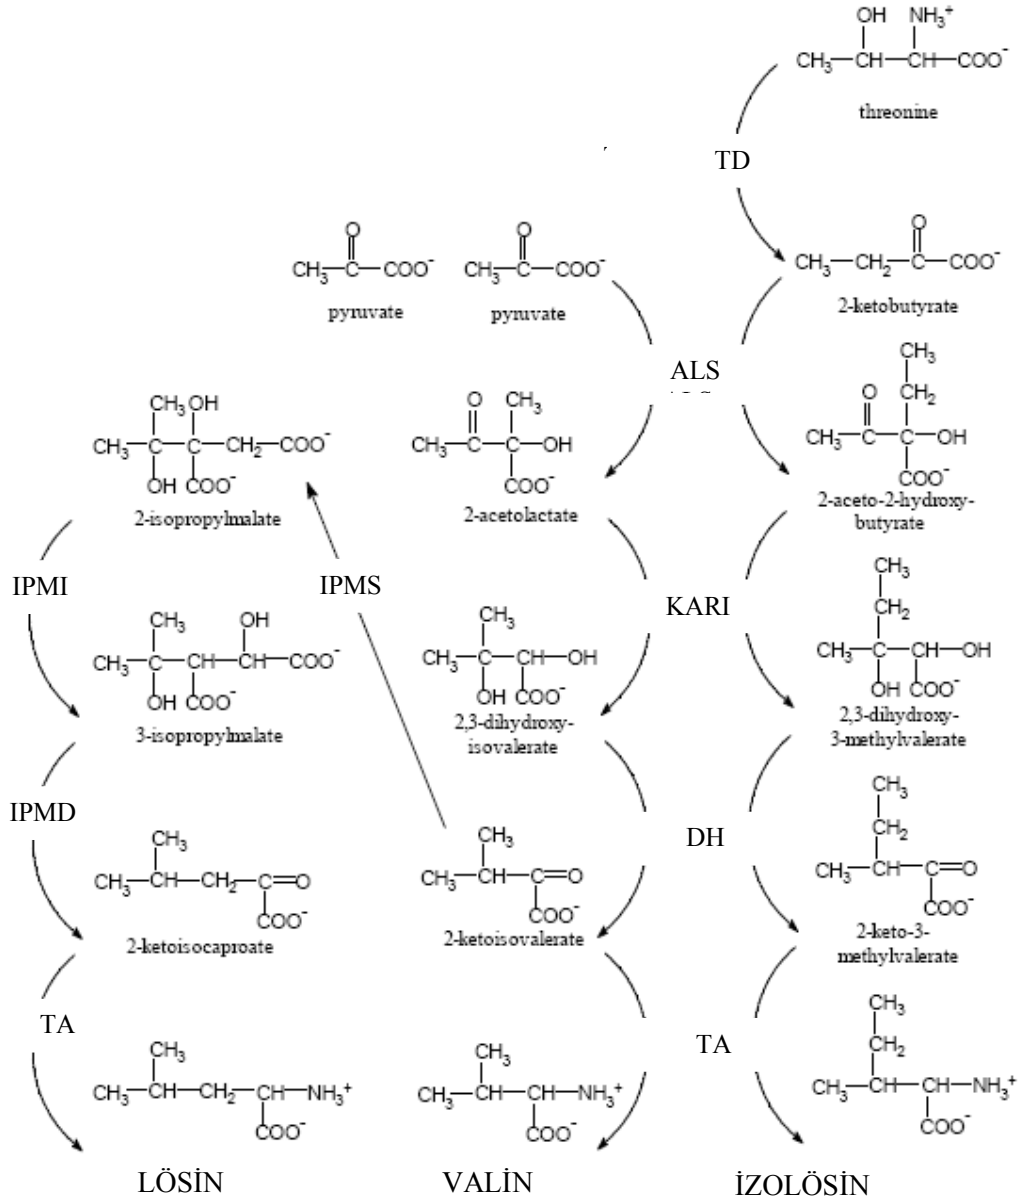 OH NH3+
CH3—CH—CH—COO-
threonine
TD
O O O
CH3—C—COO- CH3—C—COO- CH3—CH2—C—COO-
pyruvate pyruvate 2-ketobutyrate
ALS
CH3
CH3 OH O CH3 O CH2
CH3—C—C—CH2—COO- CH3—C—C—OH CH3—C—C—OH
OH COO- COO- COO-
2-isopropylmalate 2-acetolactate 2-aceto-2-hydroxy-
butyrate
IPMI IPMS KARI
CH3
CH2
CH3 OH CH3
CH3—C—CH—CH—COO- CH3—C—CH—OH CH3—C—CH—OH
OH COO- OH COO- OH COO-
3-isopropylmalate 2,3-dihydroxy-
isovalerate 2,3-dihydroxy-
3-methylvalerate
IPMD DH
CH3
CH2
CH3 CH3
CH3—CH—CH2—C=O CH3—CH—C=O CH3—CH—C=O
COO- COO- COO-
2-ketoisocaproate 2-ketoisovalerate 2-keto-3-
methylvalerate
TA TA
CH3
CH2
CH3 CH3
CH3—CH—CH2—CH—NH3+ CH3—CH—CH—NH3+ CH3—CH—CH—NH3+
COO- COO- COO-
LÖSİN VALİN İZOLÖSİN